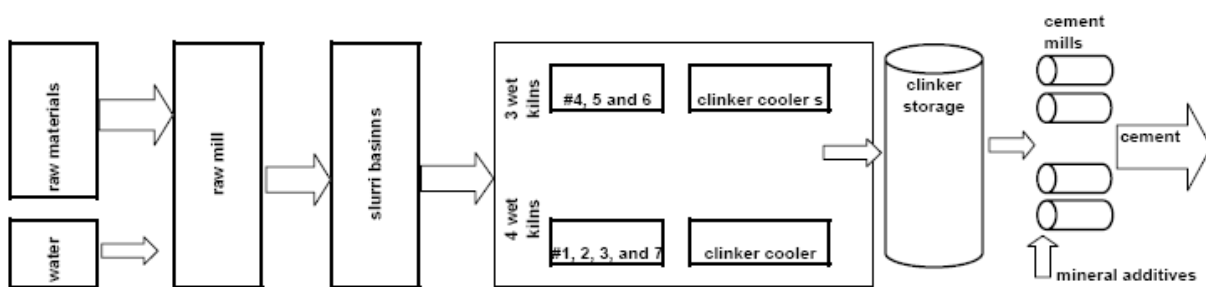 raw materials
water
raw mill
slurri basinns
3 wet
kilns
#4, 5 and 6
clinker cooler s
4 wet
kilns
#1, 2, 3, and 7
clinker cooler
clinker
storage
cement
mills
cement
mineral additives